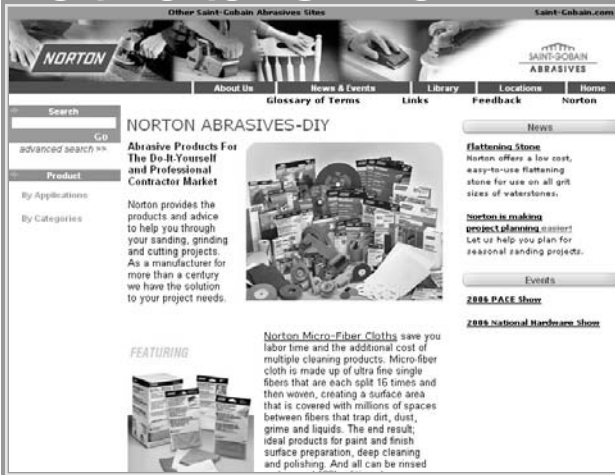 Other Saint-Gobain Abrasives Sites
Saint-Gobain.com
NORTON
SAINT-GOBAIN
ABRASIVES
About Us
News & Events
Library
Locations
Home
Glossary of Terms
Links
Feedback
Norton
Search
Go
advanced search >>
Product
By Applications
By Categories
NORTON ABRASIVES-DIY
Abrasive Products For
The Do-It-Yourself
and Professional
Contractor Market
Norton provides the
products and advice
to help you through
your sanding, grinding
and cutting projects.
As a manufacturer for
more than a century
we have the solution
to your project needs.
FEATURING
Norton Micro-Fiber Cloths save you
labor time and the additional cost of
multiple cleaning products. Micro-fiber
cloth is made up of ultra fine single
fibers that are each split 16 times and
then woven, creating a surface area
that is covered with millions of spaces
between fibers that trap dirt, dust,
grime and liquids. The end result;
ideal products for paint and finish
surface preparation, deep cleaning
and polishing. And all can be rinsed
News
Flattening Stone
Norton offers a low cost,
easy-to-use flattening
stone for use on all grit
sizes of waterstones.
Norton is making
project planning easier!
Let us help you plan for
seasonal sanding projects.
Events
2006 PACE Show
2006 National Hardware Show